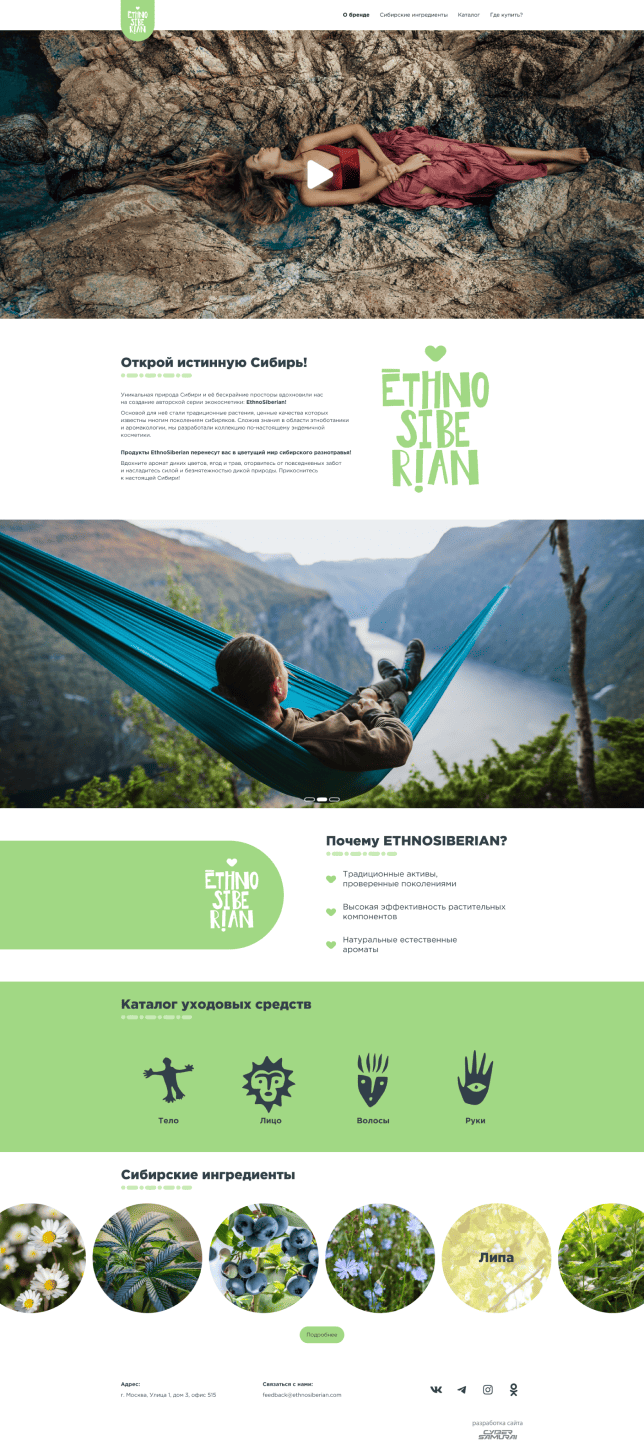 ETHNO
SIBE
RIAN
О бренде Сибирские ингредиенты Каталог Где купить?
Открой истинную Сибирь!
Уникальная природа Сибири и её бескрайние просторы вдохновили нас
на создание авторской серии экокосметики: EthnoSiberian!
Основой для неё стали традиционные растения, ценные качества которых
известны многим поколениям сибиряков. Сложив знания в области этноботаники
и аромакологии, мы разработали коллекцию по-настоящему эндемичной
косметики.
Продукты EthnoSiberian перенесут вас в цветущий мир сибирского разнотравья!
Вдохните аромат диких цветов, ягод и трав, оторвитесь от повседневных забот
и насладитесь силой и безмятежностью дикой природы. Прикоснитесь
к настоящей Сибири!
ĒTHNO
SIBE
RIAN
ĒTHNO
SIBE
RIAN
Почему ETHNOSIBERIAN?
Традиционные активы,
проверенные поколениями
Высокая эффективность растительных
компонентов
Натуральные естественные
ароматы
Каталог уходовых средств
Тело Лицо Волосы Руки
Сибирские ингредиенты
Липа
Подробнее
Адрес:
г. Москва, Улица 1, дом 3, офис 515
Связаться с нами:
feedback@ethnosiberian.com
разработка сайта
CYBER
SAMURAI